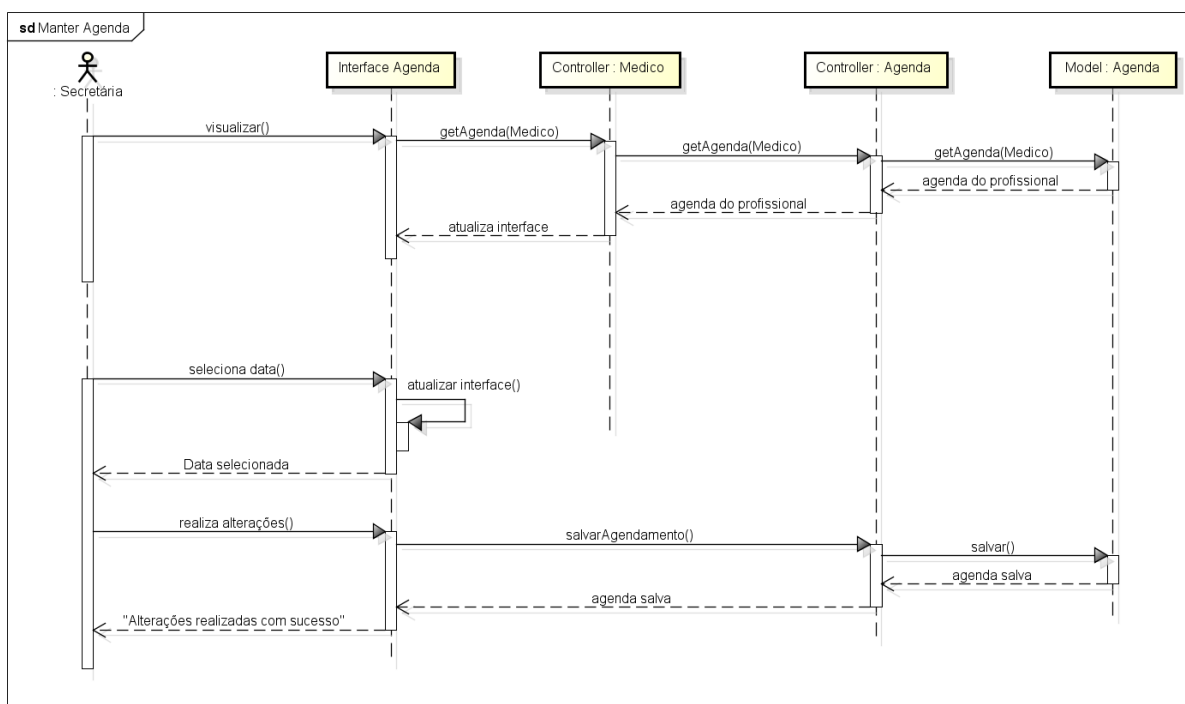 sd Manter Agenda
: Secretária
Interface Agenda
Controller : Medico
Controller : Agenda
Model : Agenda
visualizar()
getAgenda(Medico)
getAgenda(Medico)
getAgenda(Medico)
agenda do profissional
agenda do profissional
atualiza interface
seleciona data()
atualizar interface()
Data selecionada
realiza alterações()
salvarAgendamento()
salvar()
agenda salva
agenda salva
"Alterações realizadas com sucesso"